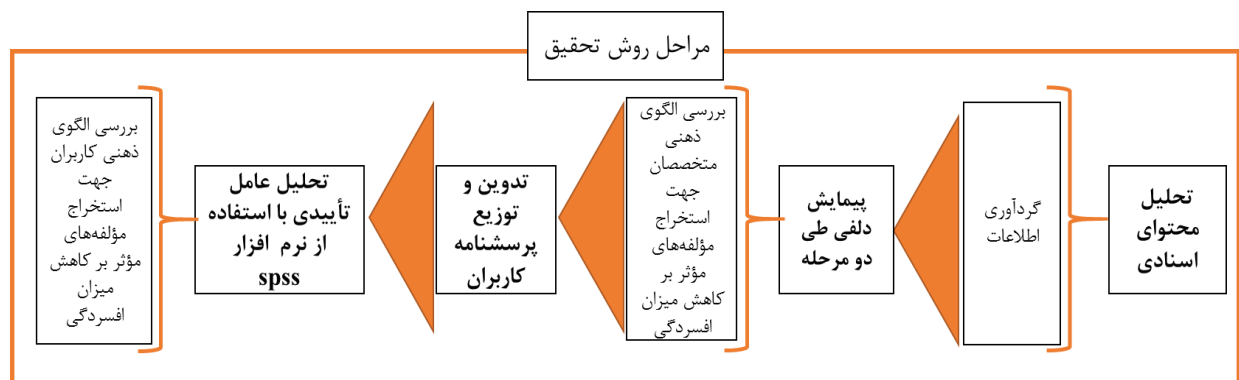 مراحل روش تحقیق
تحلیل
محتوای
اسنادی
گردآوری
اطلاعات
پیمایش
دلفی طی
دو مرحله
بررسی الگوی
ذهنی
متخصصان
جهت
استخراج
مؤلفه‌های
مؤثر بر
کاهش میزان
افسردگی
تدوین و
توزیع
پرسشنامه
کاربران
تحلیل عامل
تأییدی با استفاده
از نرم افزار
spss
بررسی الگوی
ذهنی کاربران
جهت
استخراج
مؤلفه‌های
مؤثر بر کاهش
میزان
افسردگی